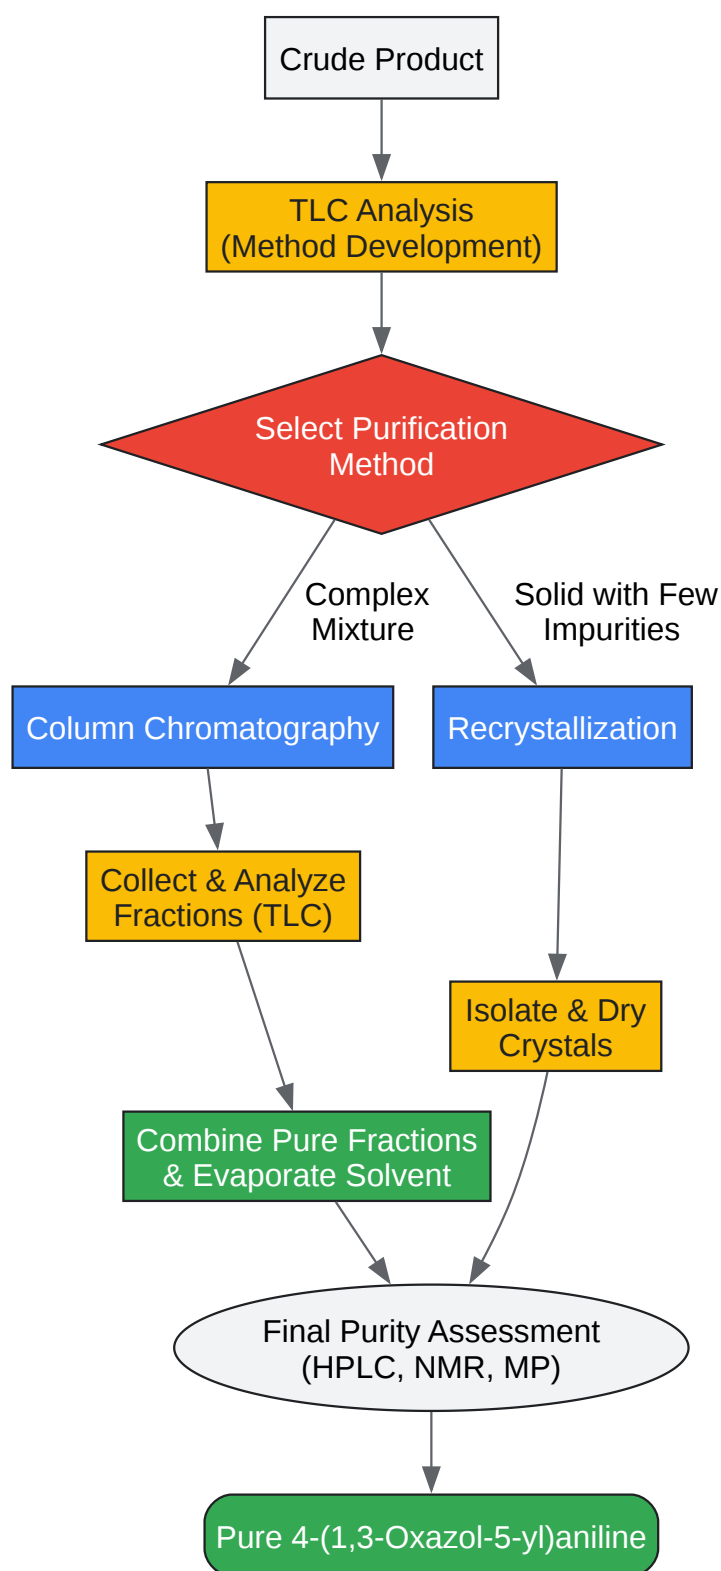 Crude Product
TLC Analysis
(Method Development)
Select Purification
Method
Complex
Mixture
Solid with Few
Impurities
Column Chromatography
Recrystallization
Collect & Analyze
Fractions (TLC)
Isolate & Dry
Crystals
Combine Pure Fractions
& Evaporate Solvent
Final Purity Assessment
(HPLC, NMR, MP)
Pure 4-(1,3-Oxazol-5-yl)aniline